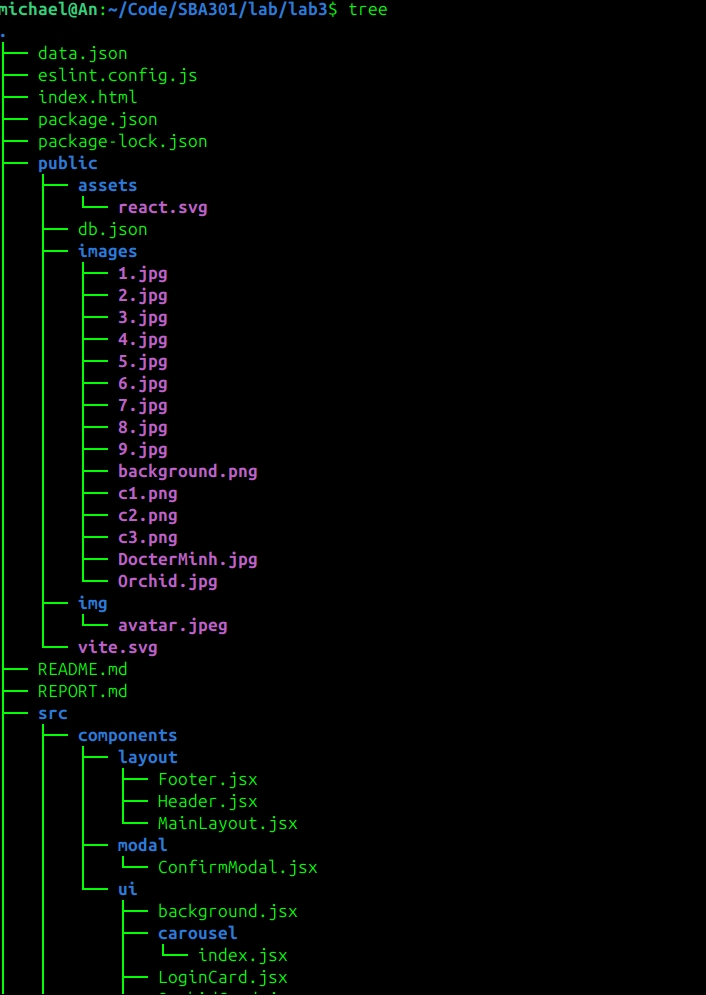 michael@An:~/Code/SBA301/lab/lab3$ tree
.
├── data.json
├── eslint.config.js
├── index.html
├── package.json
├── package-lock.json
├── public
│   ├── assets
│   │   └── react.svg
│   ├── db.json
│   ├── images
│   │   ├── 1.jpg
│   │   ├── 2.jpg
│   │   ├── 3.jpg
│   │   ├── 4.jpg
│   │   ├── 5.jpg
│   │   ├── 6.jpg
│   │   ├── 7.jpg
│   │   ├── 8.jpg
│   │   ├── 9.jpg
│   │   ├── background.png
│   │   ├── c1.png
│   │   ├── c2.png
│   │   ├── c3.png
│   │   ├── DocterMinh.jpg
│   │   └── Orchid.jpg
│   ├── img
│   │   └── avatar.jpeg
│   └── vite.svg
├── README.md
├── REPORT.md
├── src
│   ├── components
│   │   ├── layout
│   │   │   ├── Footer.jsx
│   │   │   ├── Header.jsx
│   │   │   └── MainLayout.jsx
│   │   ├── modal
│   │   │   └── ConfirmModal.jsx
│   │   └── ui
│   │       ├── background.jsx
│   │       ├── carousel
│   │       │   └── index.jsx
│   │       ├── LoginCard.jsx